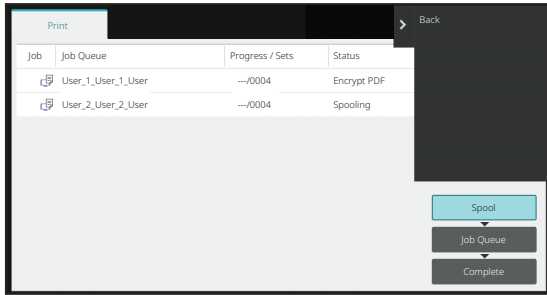 Print
Back
Job Job Queue Progress / Sets Status
User_1_User_1_User ---/0004 Encrypt PDF
User_2_User_2_User ---/0004 Spooling
Spool
Job Queue
Complete